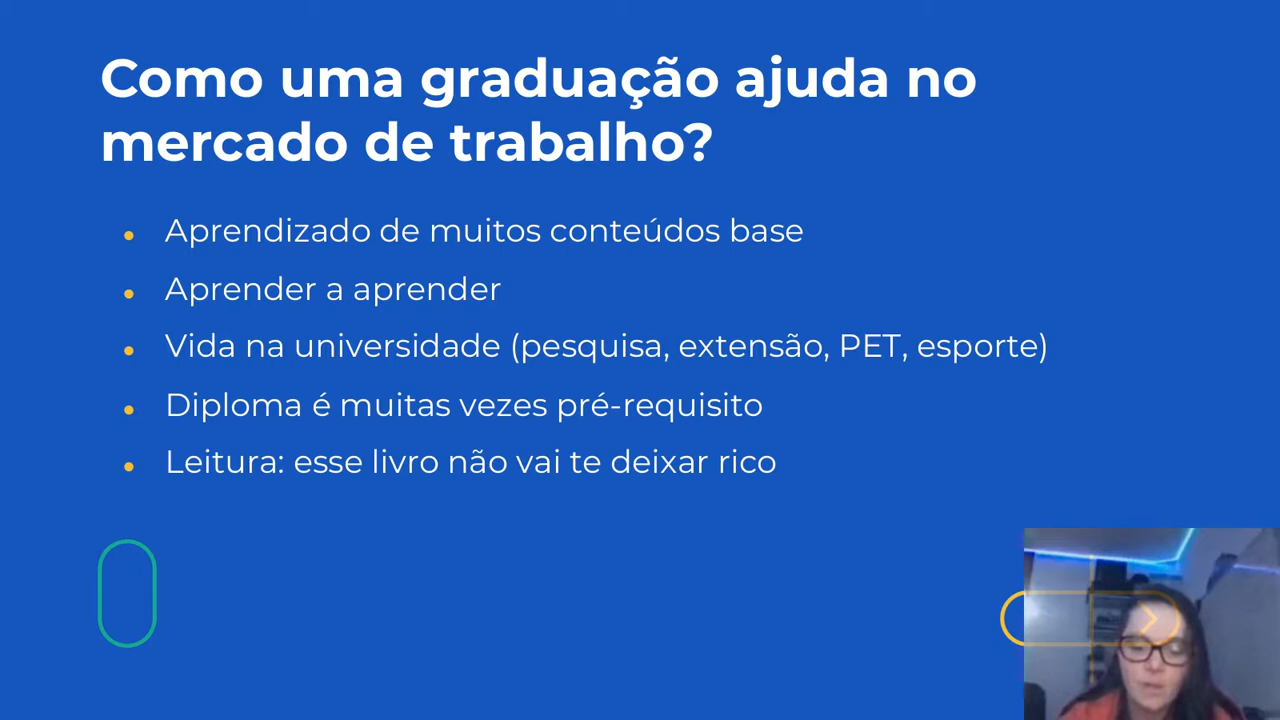 Como uma graduação ajuda no
mercado de trabalho?
Aprendizado de muitos conteúdos base
Aprender a aprender
Vida na universidade (pesquisa, extensão, PET, esporte)
Diploma é muitas vezes pré-requisito
Leitura: esse livro não vai te deixar rico